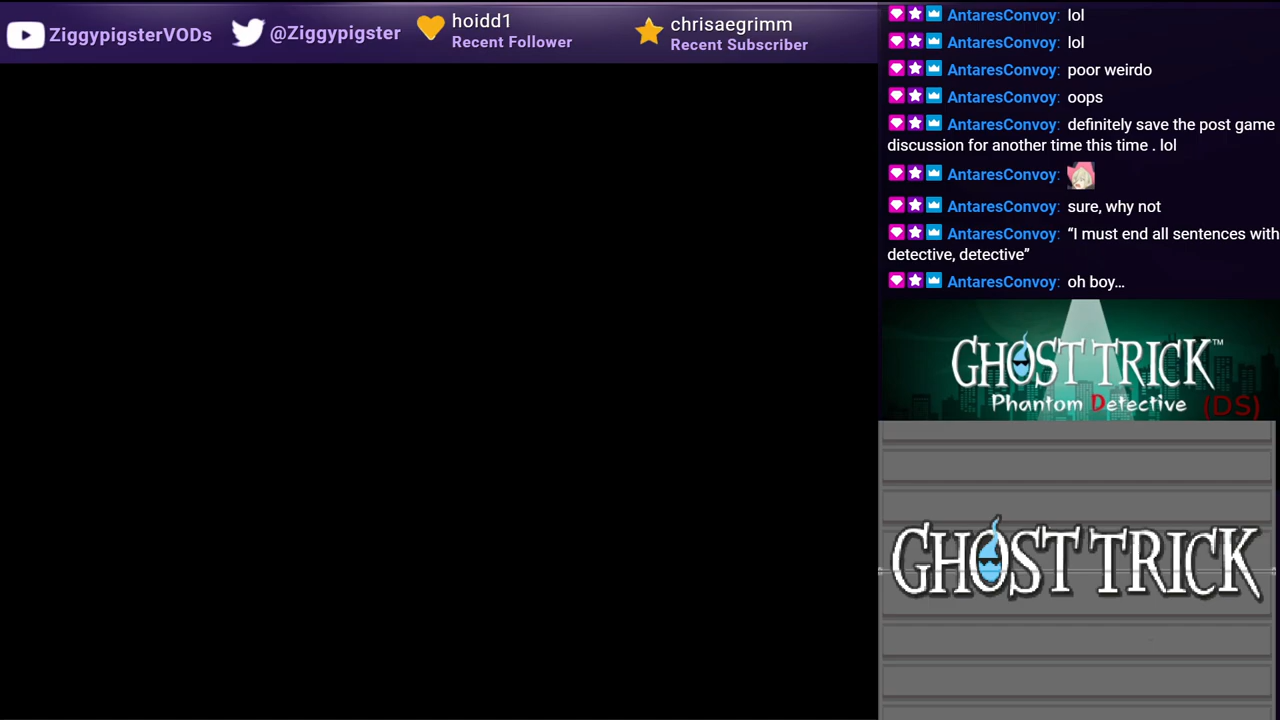 ZiggypigsterVODs
@Ziggypigster
hoidd1
Recent Follower
chrisaegrimm
Recent Subscriber
AntaresConvoy: lol
AntaresConvoy: lol
AntaresConvoy: poor weirdo
AntaresConvoy: oops
AntaresConvoy: definitely save the post game
discussion for another time this time . lol
AntaresConvoy:
AntaresConvoy: sure, why not
AntaresConvoy: “I must end all sentences with
detective, detective”
AntaresConvoy: oh boy…
GHOST TRICK™
Phantom Detective (DS)
GHOST TRICK